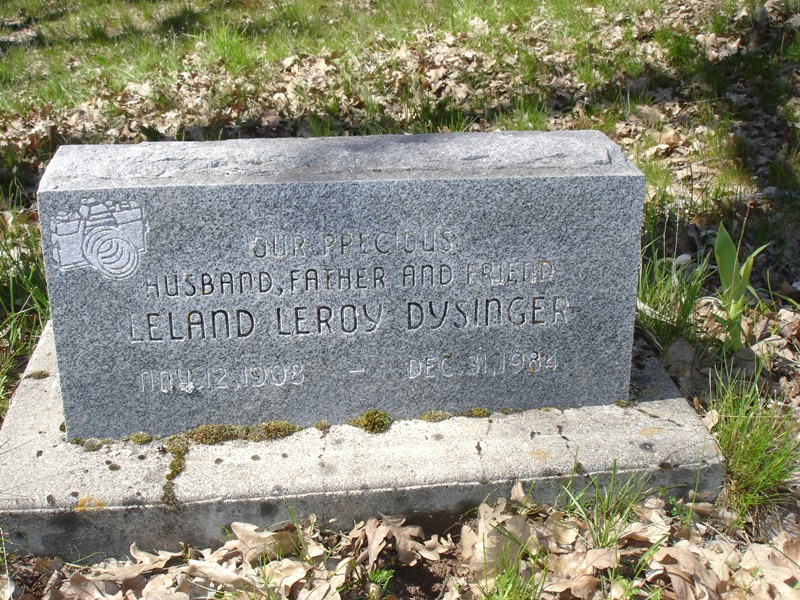 OUR PRECIOUS
HUSBAND, FATHER AND FRIEND
LELAND LEROY DYSINGER
NOV. 12, 1908 – DEC. 31, 1984